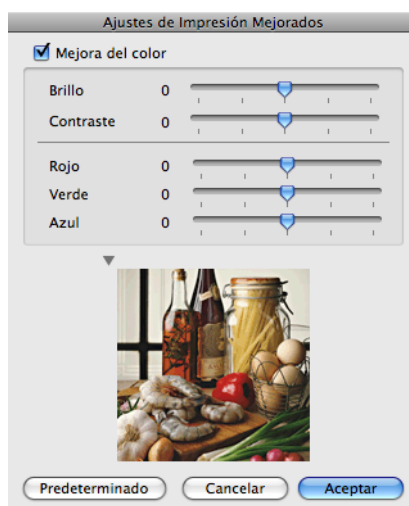 Ajustes de Impresión Mejorados
Mejora del color
Brillo 0
Contraste 0
Rojo 0
Verde 0
Azul 0
Predeterminado Cancelar Aceptar